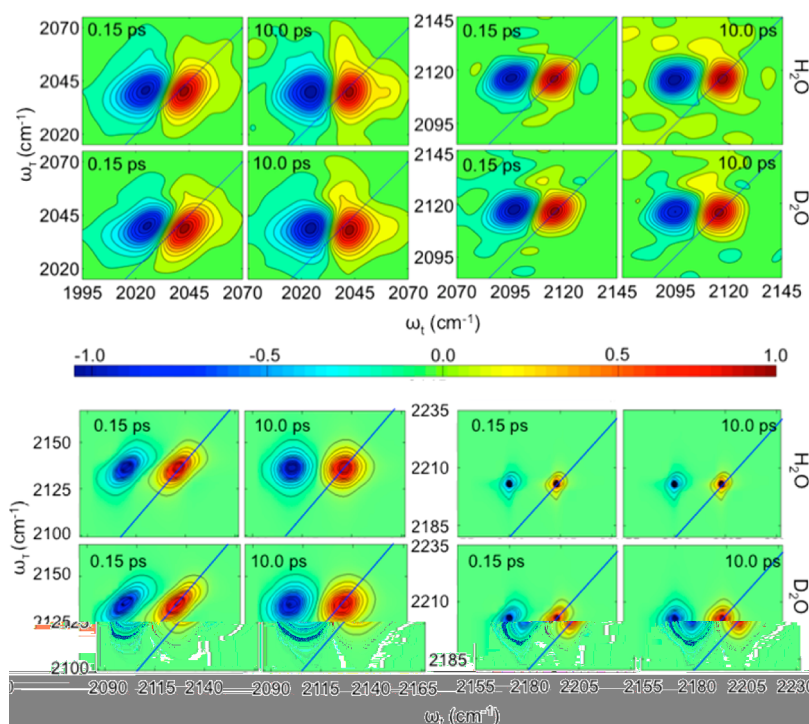 2070 0.15 ps 10.0 ps 2145 0.15 ps 10.0 ps
2045 2120 H2O
2020 2095
ωτ (cm-1)
2070 0.15 ps 10.0 ps 2145 0.15 ps 10.0 ps
2045 2120 D2O
2020 2095
1995 2020 2045 2070 2020 2045 2070 2070 2095 2120 2145 2095 2120 2145
ωt (cm-1)
-1.0 -0.5 0.0 0.5 1.0
2235
2150 0.15 ps 10.0 ps 0.15 ps 10.0 ps
2125 2210 H2O
2100 2185
ωτ (cm-1)
2235
2150 0.15 ps 10.0 ps 0.15 ps 10.0 ps
2210 D2O
2125
2100 2185
2090 2115 2140 2090 2115 2140 2165 2155 2180 2205 2155 2180 2205